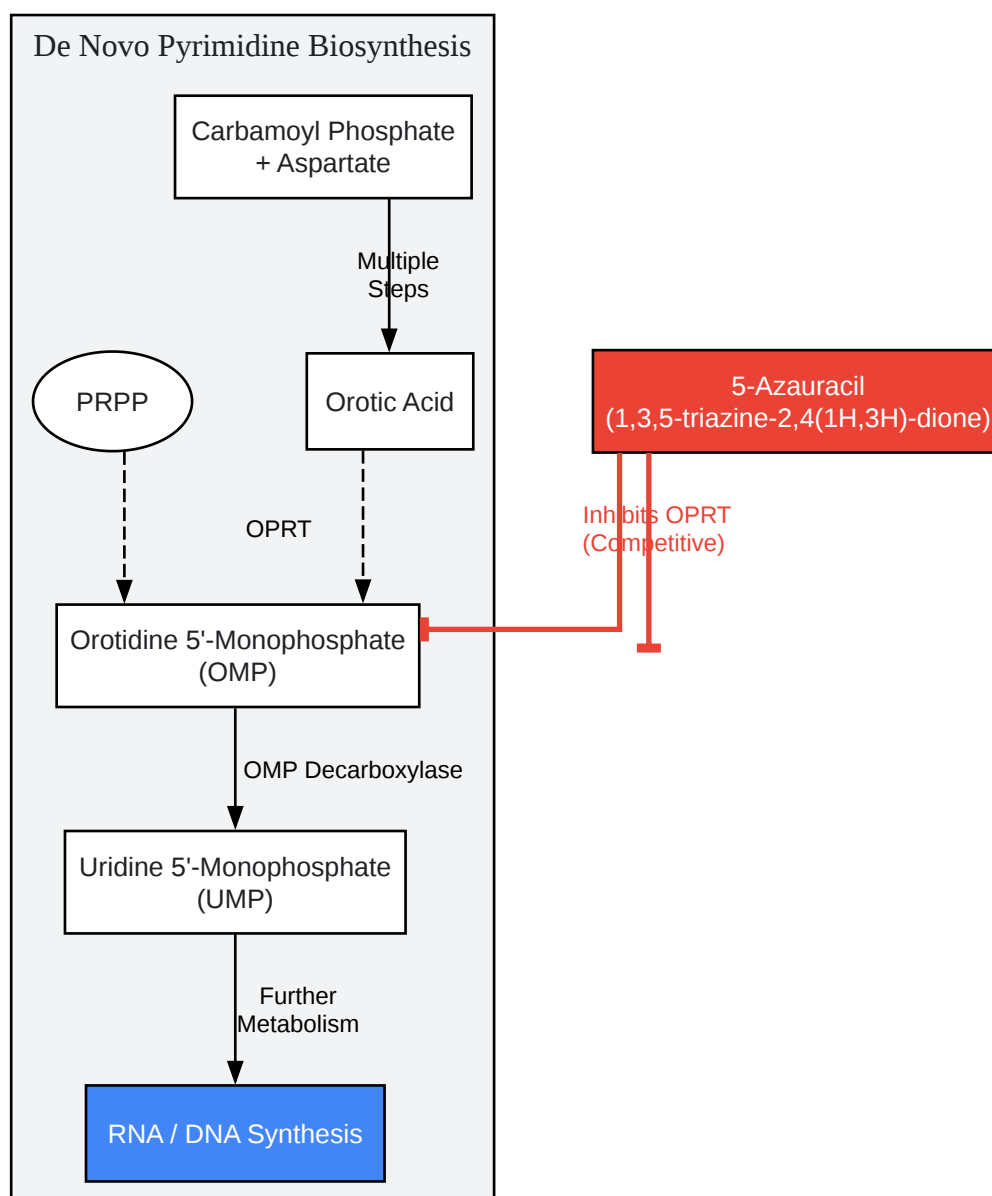 De Novo Pyrimidine Biosynthesis
Carbamoyl Phosphate
+ Aspartate
Multiple
Steps
PRPP
Orotic Acid
5-Azauracil
(1,3,5-triazine-2,4(1H,3H)-dione)
OPRT
Inhibits OPRT
(Competitive)
Orotidine 5'-Monophosphate
(OMP)
OMP Decarboxylase
Uridine 5'-Monophosphate
(UMP)
Further
Metabolism
RNA / DNA Synthesis